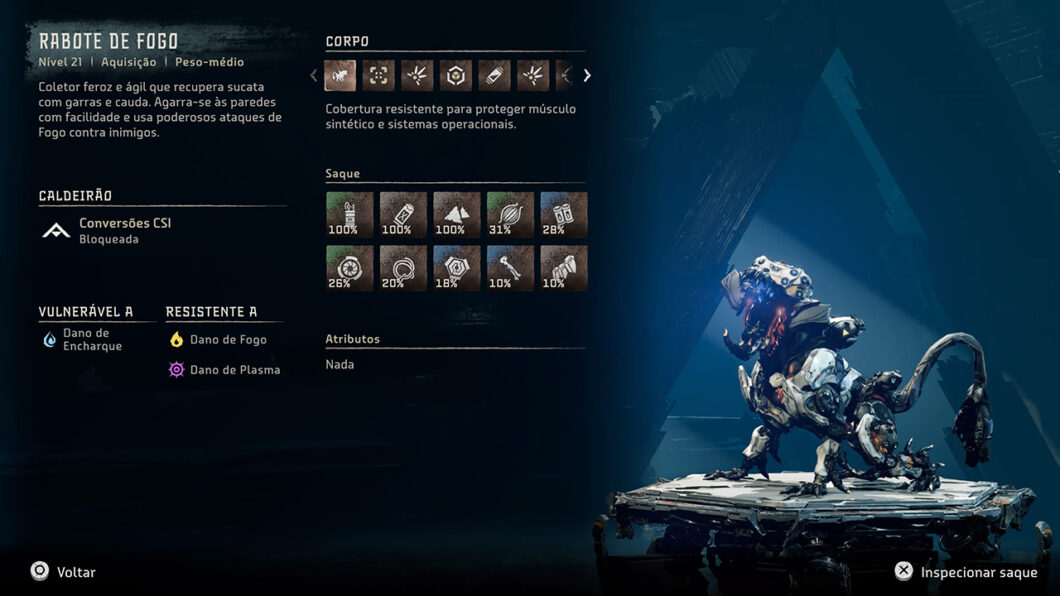 RABOTE DE FOGO
Nível 21 | Aquisição | Peso-médio
Coletor feroz e ágil que recupera sucata
com garras e cauda. Agarra-se às paredes
com facilidade e usa poderosos ataques de
Fogo contra inimigos.
CALDEIRÃO
Conversões CSI
Bloqueada
VULNERÁVEL A
Dano de
Encharque
RESISTENTE A
Dano de Fogo
Dano de Plasma
CORPO
Cobertura resistente para proteger músculo
sintético e sistemas operacionais.
Saque
100% 100% 100% 31% 28%
26% 20% 18% 10% 10%
Atributos
Nada
Voltar
Inspecionar saque